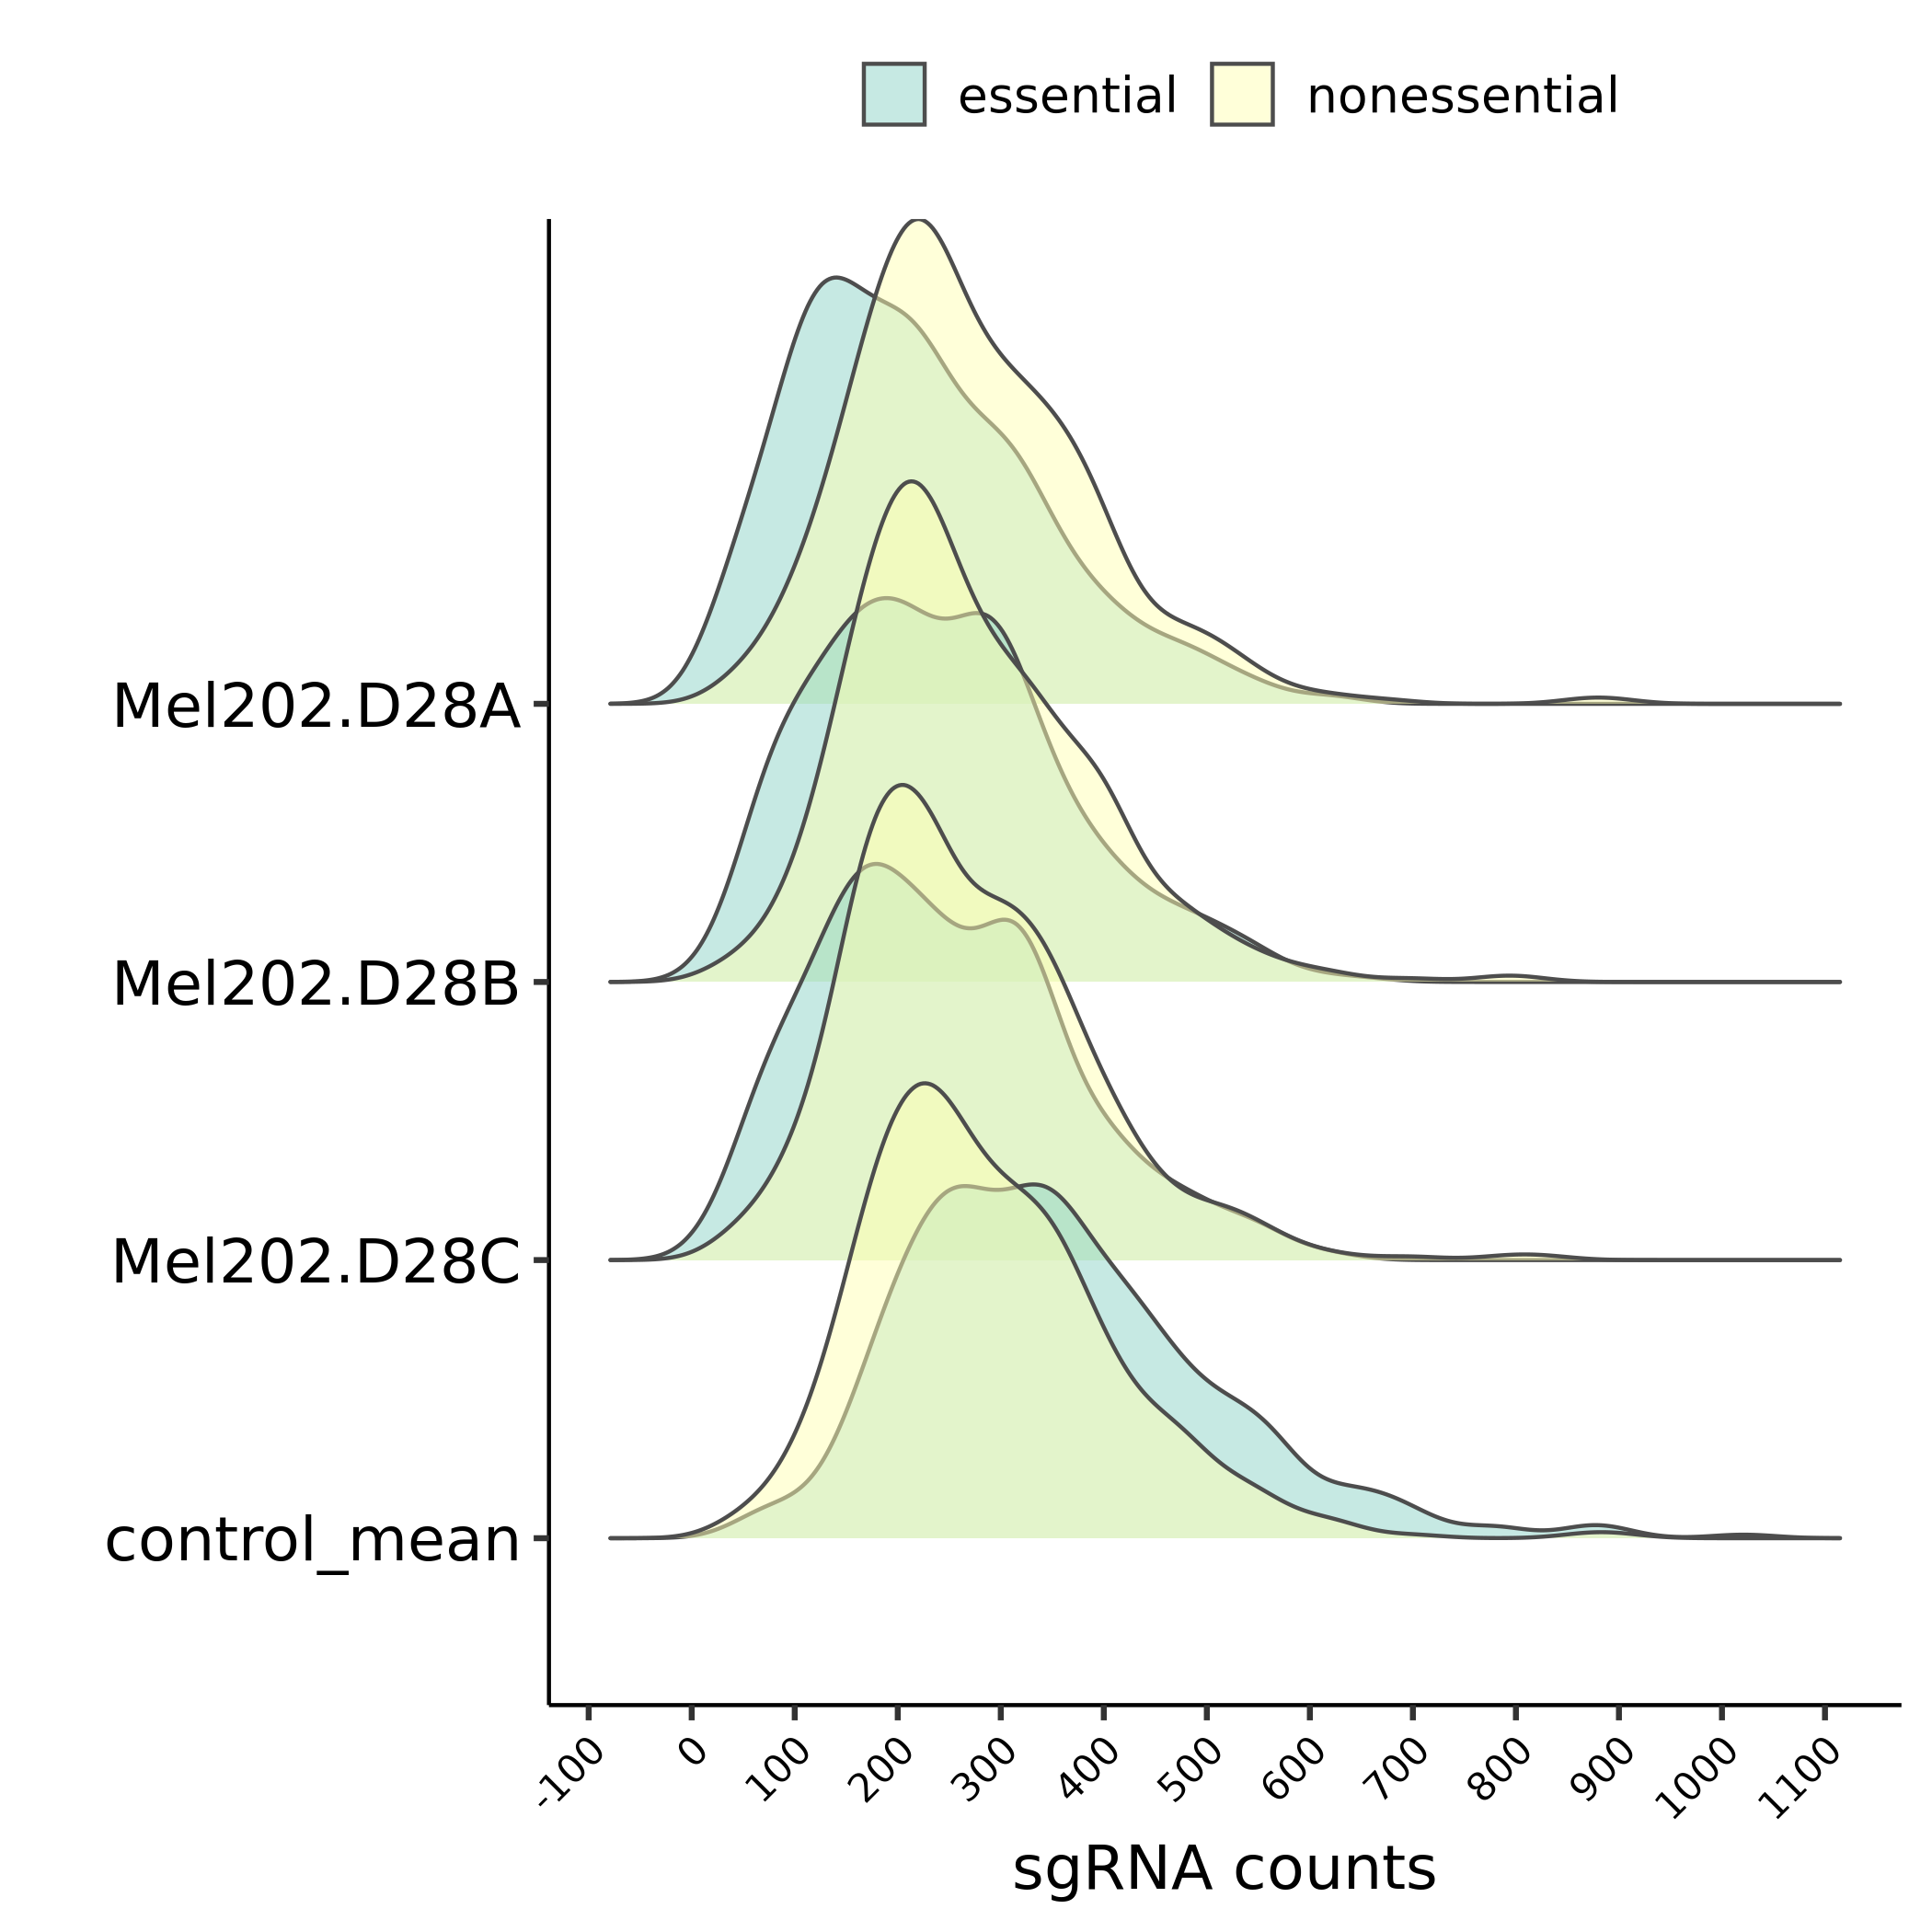 essential nonessential
Mel202.D28A
Mel202.D28B
Mel202.D28C
control_mean
-100 0 100 200 300 400 500 600 700 800 900 1000 1100
sgRNA counts